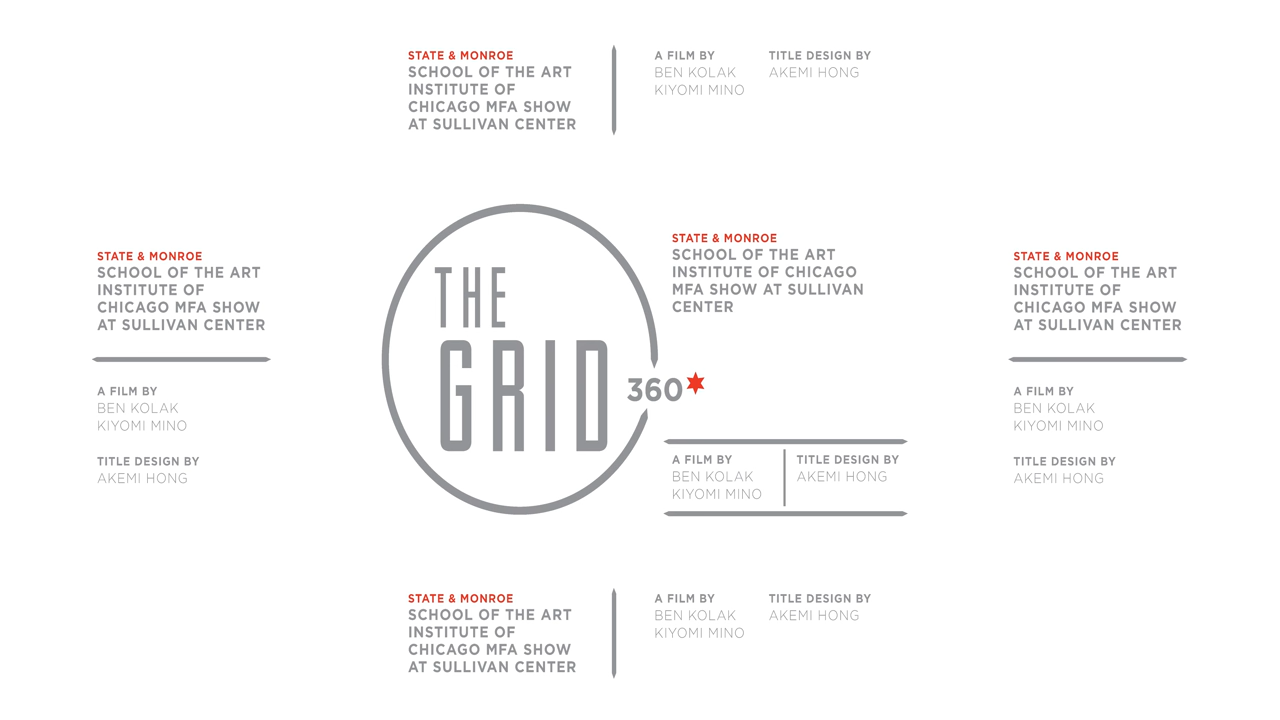 STATE & MONROE
SCHOOL OF THE ART
INSTITUTE OF
CHICAGO MFA SHOW
AT SULLIVAN CENTER
A FILM BY
BEN KOLAK
KIYOMI MINO
TITLE DESIGN BY
AKEMI HONG
STATE & MONROE
SCHOOL OF THE ART
INSTITUTE OF
CHICAGO MFA SHOW
AT SULLIVAN CENTER
A FILM BY
BEN KOLAK
KIYOMI MINO
TITLE DESIGN BY
AKEMI HONG
THE
GRID
360
STATE & MONROE
SCHOOL OF THE ART
INSTITUTE OF CHICAGO
MFA SHOW AT SULLIVAN
CENTER
A FILM BY
BEN KOLAK
KIYOMI MINO
TITLE DESIGN BY
AKEMI HONG
STATE & MONROE
SCHOOL OF THE ART
INSTITUTE OF
CHICAGO MFA SHOW
AT SULLIVAN CENTER
A FILM BY
BEN KOLAK
KIYOMI MINO
TITLE DESIGN BY
AKEMI HONG
STATE & MONROE
SCHOOL OF THE ART
INSTITUTE OF
CHICAGO MFA SHOW
AT SULLIVAN CENTER
A FILM BY
BEN KOLAK
KIYOMI MINO
TITLE DESIGN BY
AKEMI HONG